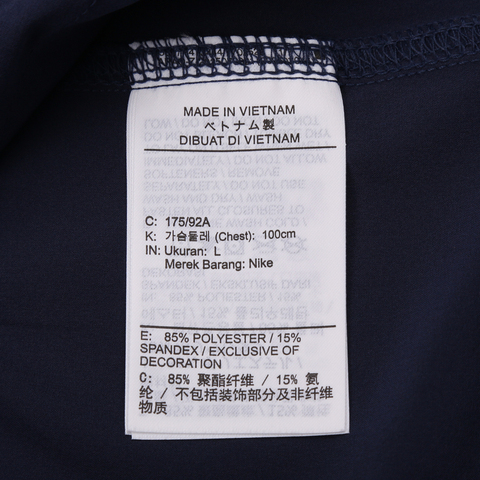 MADE IN VIETNAM
ベトナム製
DIBUAT DI VIETNAM
C: 175/92A
K: 가슴둘레 (Chest): 100cm
IN: Ukuran: L
Merek Barang: Nike
E: 85% POLYESTER / 15%
SPANDEX / EXCLUSIVE OF
DECORATION
C: 85% 聚酯纤维 / 15% 氨
纶 / 不包括装饰部分及非纤维
物质